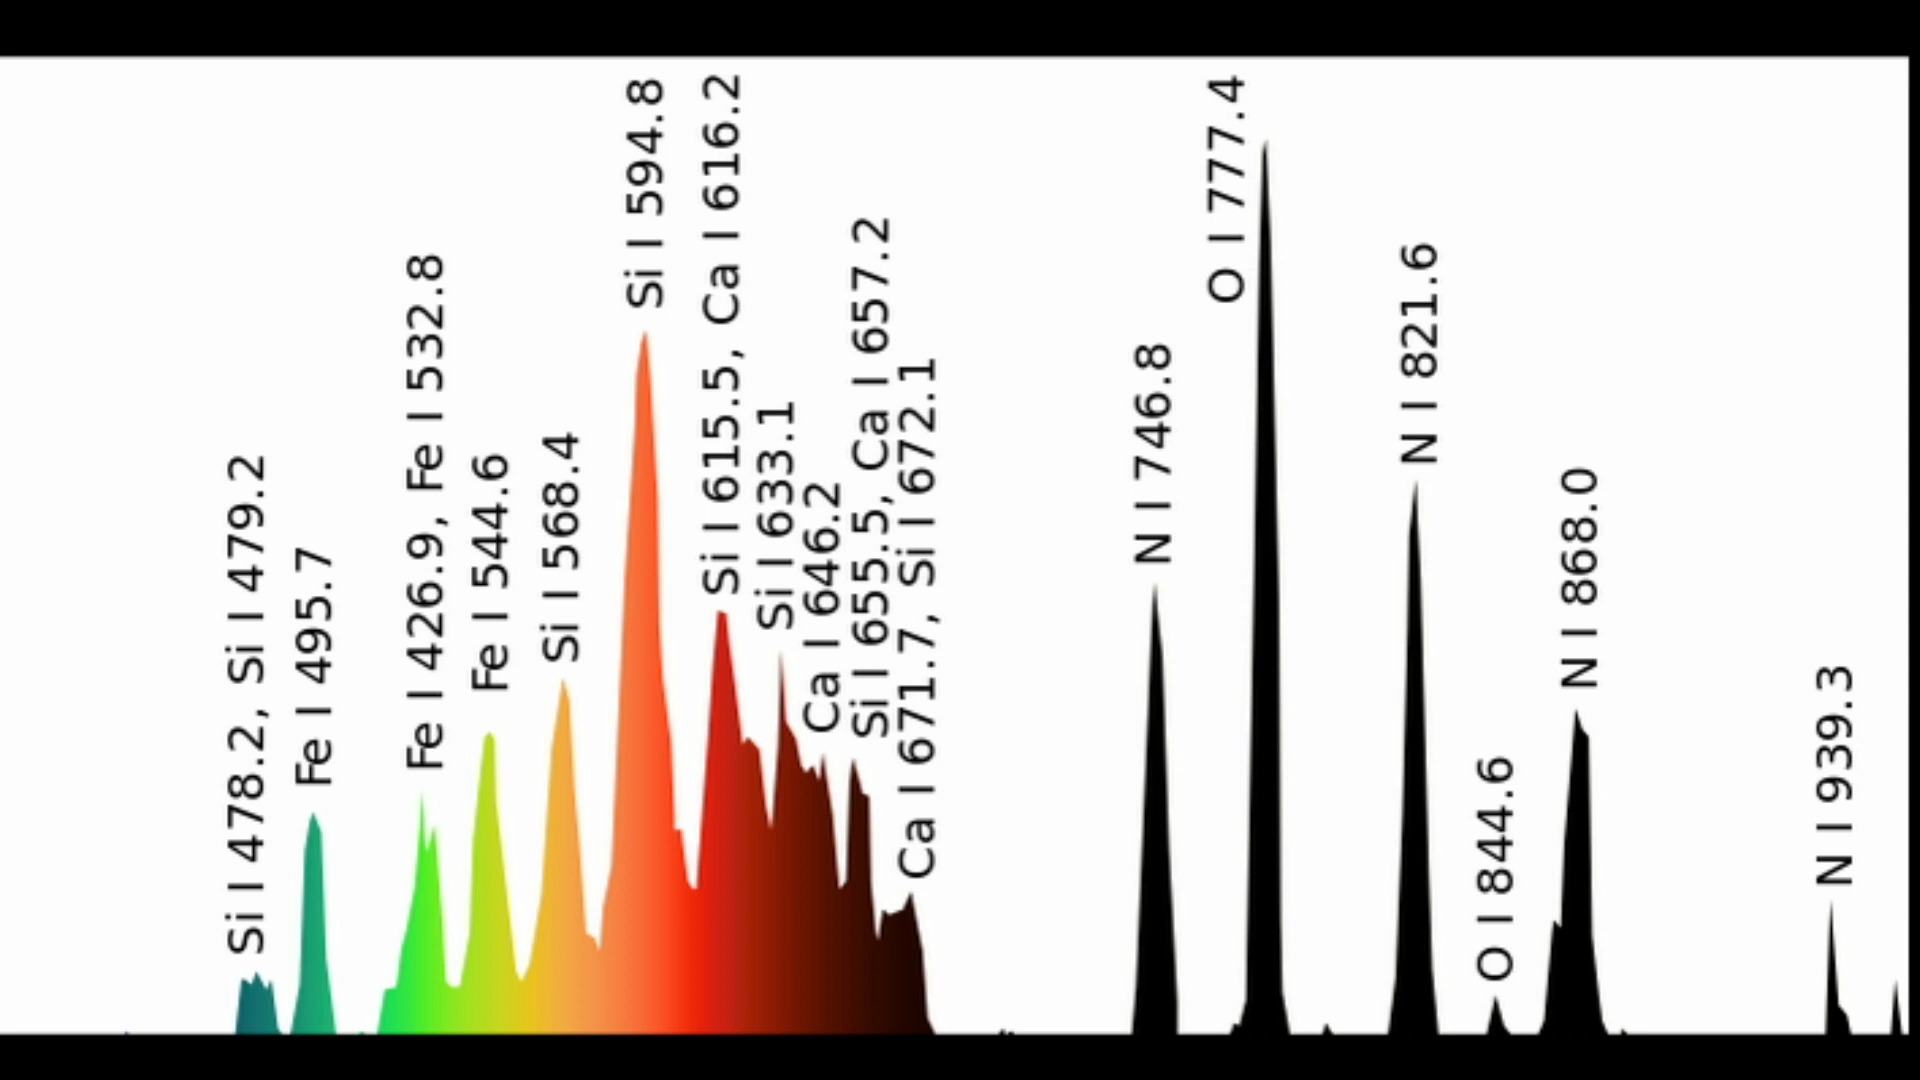 Si I 478.2, Si I 479.2
Fe I 495.7
Fe I 426.9, Fe I 532.8
Fe I 544.6
Si I 568.4
Si I 594.8
Si I 615.5, Ca I 616.2
Si I 633.1
Ca I 646.2
Si I 655.5, Ca I 657.2
Ca I 671.7, Si I 672.1
N I 746.8
O I 777.4
N I 821.6
O I 844.6
N I 868.0
N I 939.3